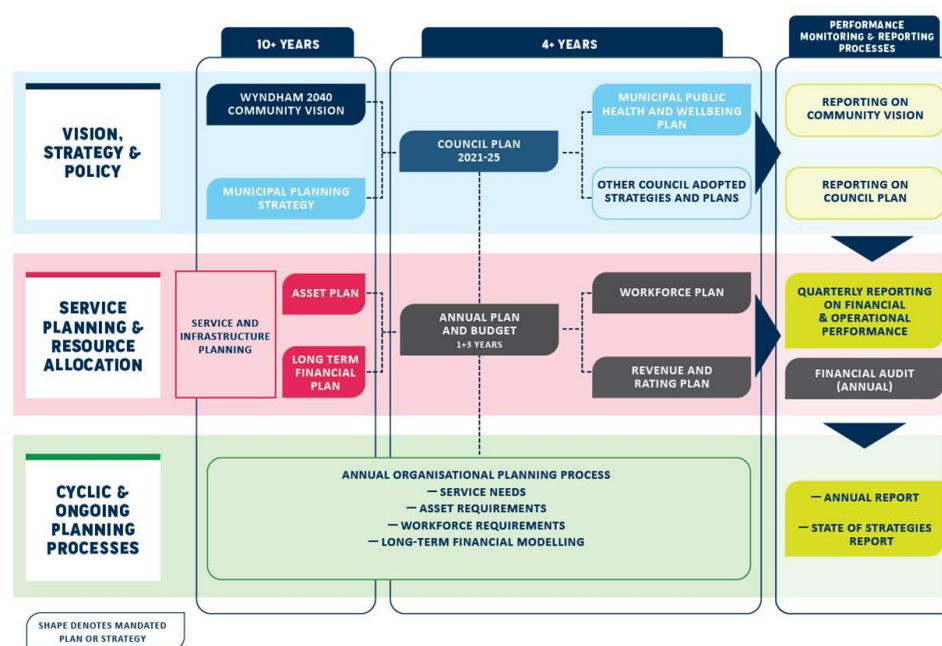 10+ YEARS
4+ YEARS
PERFORMANCE
MONITORING & REPORTING
PROCESSES
VISION,
STRATEGY &
POLICY
WYNDHAM 2040
COMMUNITY VISION
MUNICIPAL PLANNING
STRATEGY
COUNCIL PLAN
2021-25
MUNICIPAL PUBLIC
HEALTH AND WELLBEING
PLAN
OTHER COUNCIL ADOPTED
STRATEGIES AND PLANS
REPORTING ON
COMMUNITY VISION
REPORTING ON
COUNCIL PLAN
SERVICE
PLANNING &
RESOURCE
ALLOCATION
SERVICE AND
INFRASTRUCTURE
PLANNING
ASSET PLAN
LONG TERM
FINANCIAL
PLAN
ANNUAL PLAN
AND BUDGET
1+3 YEARS
WORKFORCE PLAN
REVENUE AND
RATING PLAN
QUARTERLY REPORTING
ON FINANCIAL
& OPERATIONAL
PERFORMANCE
FINANCIAL AUDIT
(ANNUAL)
CYCLIC &
ONGOING
PLANNING
PROCESSES
ANNUAL ORGANISATIONAL PLANNING PROCESS
— SERVICE NEEDS
— ASSET REQUIREMENTS
— WORKFORCE REQUIREMENTS
— LONG-TERM FINANCIAL MODELLING
— ANNUAL REPORT
— STATE OF STRATEGIES
REPORT
SHAPE DENOTES MANDATED
PLAN OR STRATEGY